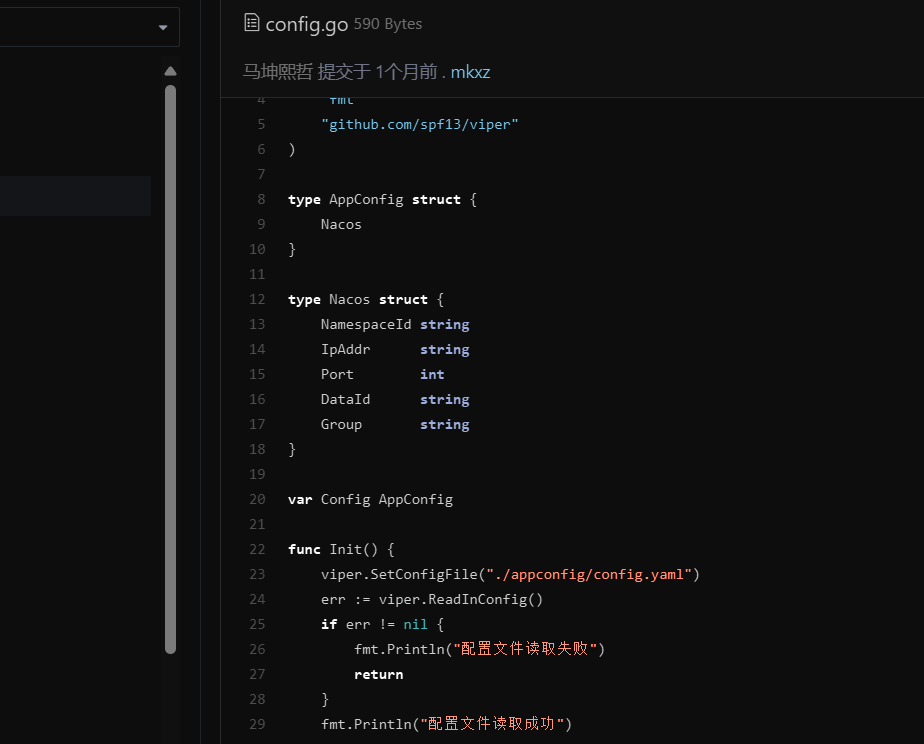 config.go 590 Bytes
马坤熙哲 提交于 1个月前 . mkxz
4 "fmt"
5 "github.com/spf13/viper"
6 )
7
8 type AppConfig struct {
9 Nacos
10 }
11
12 type Nacos struct {
13 NamespaceId string
14 IpAddr string
15 Port int
16 DataId string
17 Group string
18 }
19
20 var Config AppConfig
21
22 func Init() {
23 viper.SetConfigFile("./appconfig/config.yaml")
24 err := viper.ReadInConfig()
25 if err != nil {
26 fmt.Println("配置文件读取失败")
27 return
28 }
29 fmt.Println("配置文件读取成功")